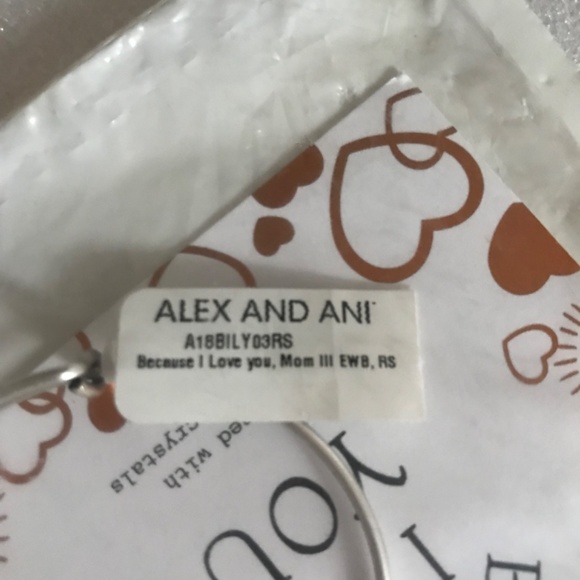 ALEX AND ANI
A18BILY03RS
Because I Love you, Mom III EWB, RS
with
crystals
YOU
I